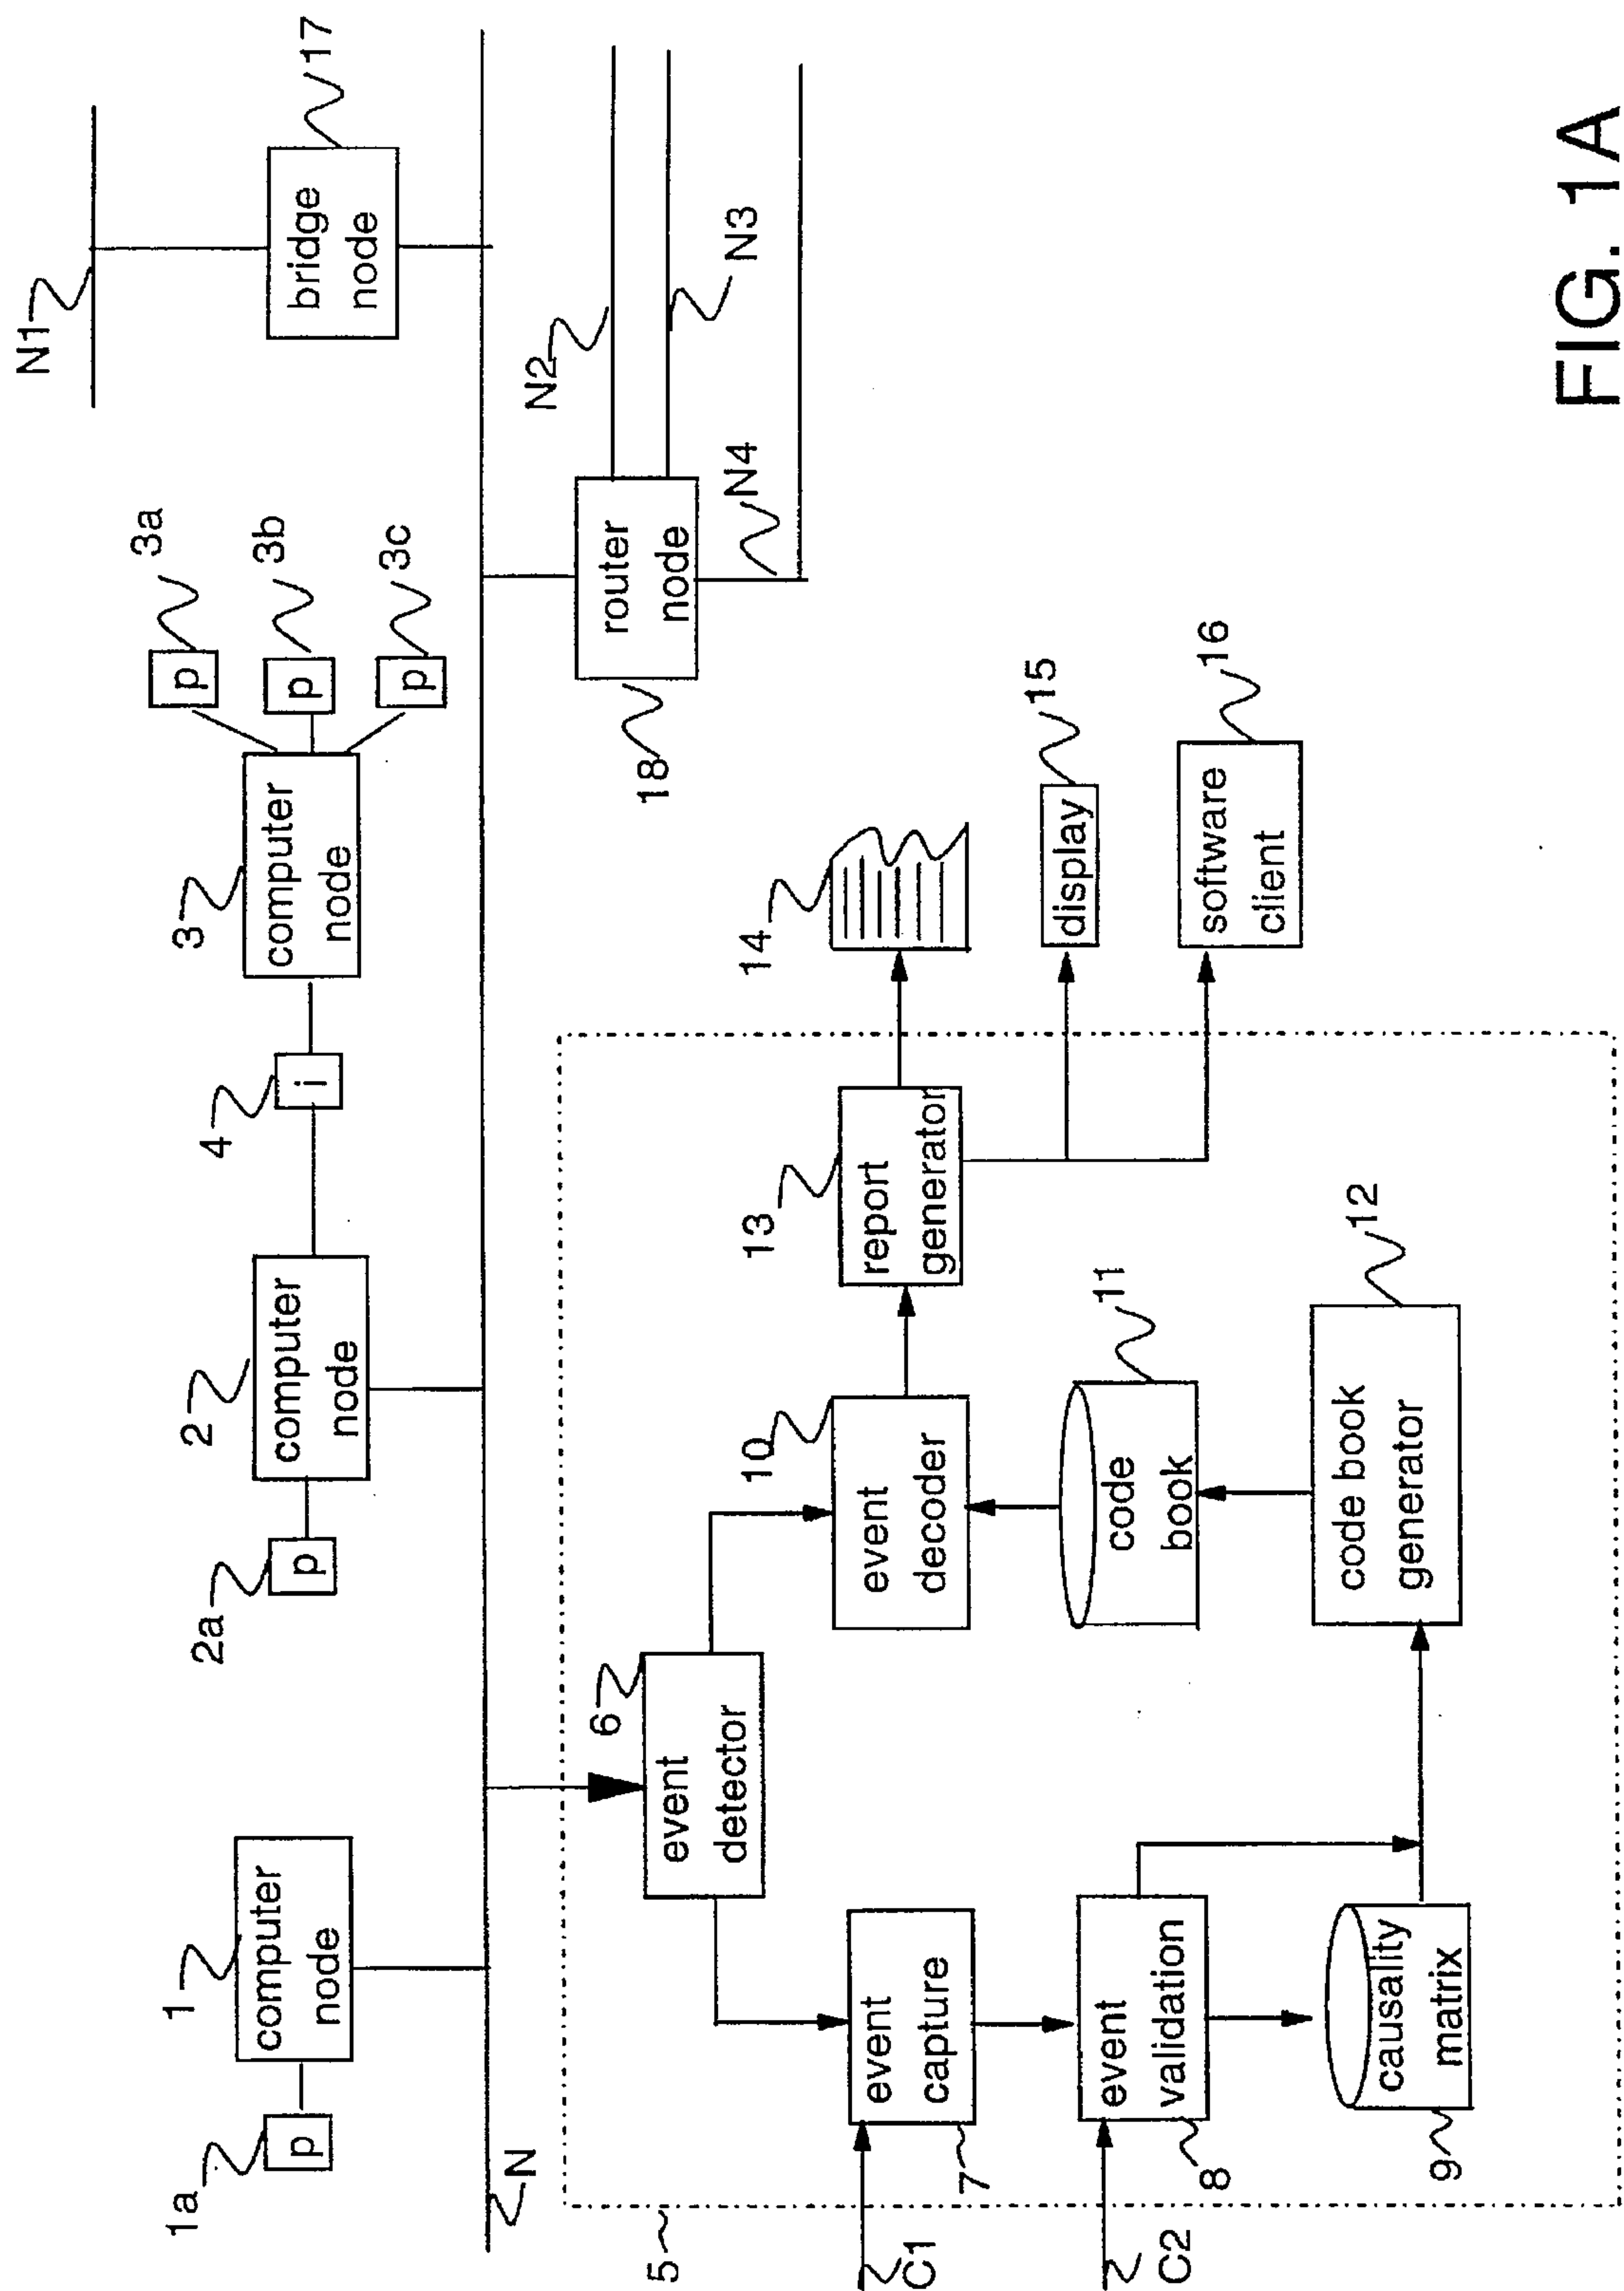 N1
17
bridge
node
3a
3b
3c
p
p
p
3
computer
node
4
i
2
computer
node
2a
p
1
computer
node
1a
p
N
N2
N3
N4
router
node
18
5
6
event
detector
C1
event
capture
7
C2
event
validation
8
causality
matrix
9
10
event
decoder
11
code
book
12
code book
generator
13
report
generator
14
15
display
16
software
client
FIG. 1A